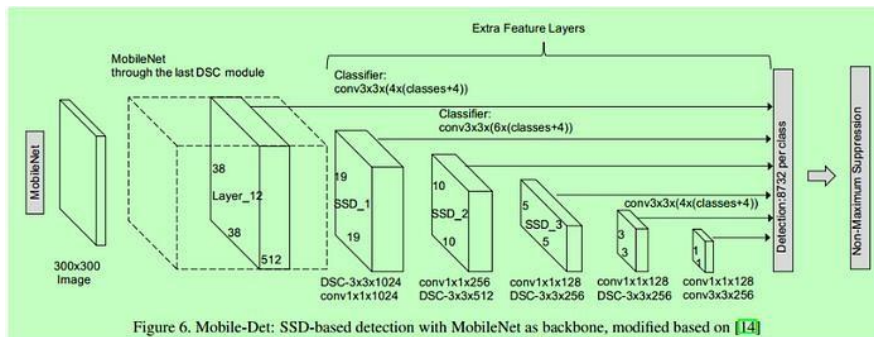 Extra Feature Layers
MobileNet
through the last DSC module
Classifier:
conv3x3x(4x(classes+4))
Classifier:
conv3x3x(6x(classes+4))
MobileNet
38
Layer_12
38
512
19
SSD_1
19
10
SSD_2
10
5
SSD_3
5
conv3x3x(4x(classes+4))
3
3
1
1
Detection:8732 per class
Non-Maximum Suppression
300x300
Image
DSC-3x3x1024
conv1x1x1024
conv1x1x256
DSC-3x3x512
conv1x1x128
DSC-3x3x256
conv1x1x128
DSC-3x3x256
conv1x1x128
conv3x3x256
Figure 6. Mobile-Det: SSD-based detection with MobileNet as backbone, modified based on [14]